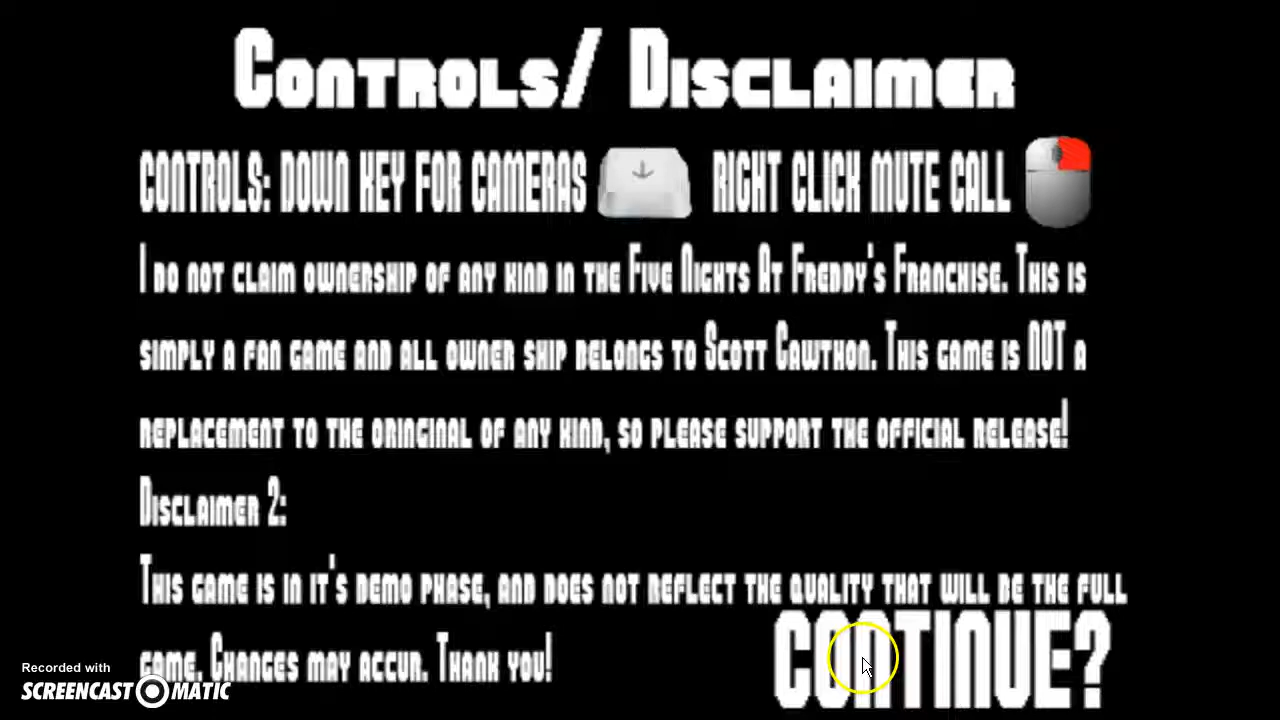 Controls/ Disclaimer
CONTROLS: DOWN KEY FOR CAMERAS RIGHT CLICK MUTE CALL
I do not claim ownership of any kind in the Five Nights At Freddy's Franchise. This is
simply a fan game and all owner ship belongs to Scott Cawthon. This game is NOT a
replacement to the oringinal of any kind, so please support the official release!
Disclaimer 2:
This game is in it's demo phase, and does not reflect the quality that will be the full
game. Changes may accur. Thank you!
CONTINUE?
Recorded with
SCREENCAST-O-MATIC